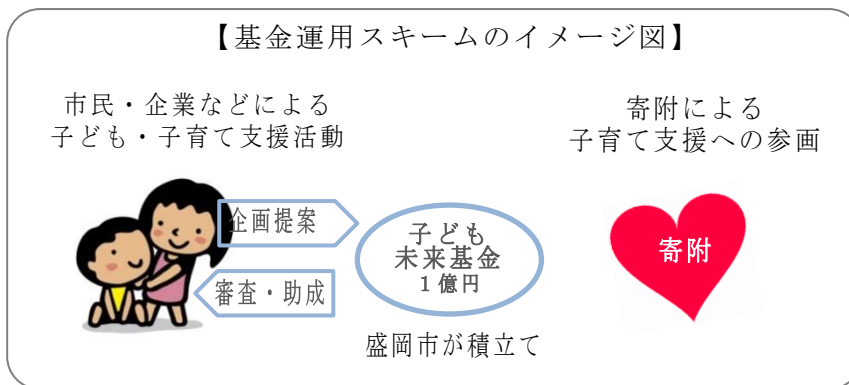 【基金運用スキームのイメージ図】
市民・企業などによる
子ども・子育て支援活動
寄附による
子育て支援への参画
企画提案
審査・助成
子ども
未来基金
１億円
寄附
盛岡市が積立て